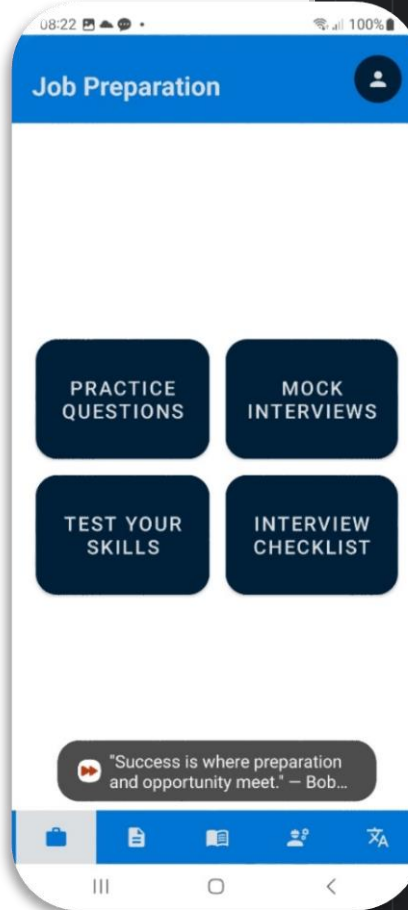 08:22
100%
Job Preparation
PRACTICE
QUESTIONS
MOCK
INTERVIEWS
TEST YOUR
SKILLS
INTERVIEW
CHECKLIST
"Success is where preparation
and opportunity meet." — Bob...